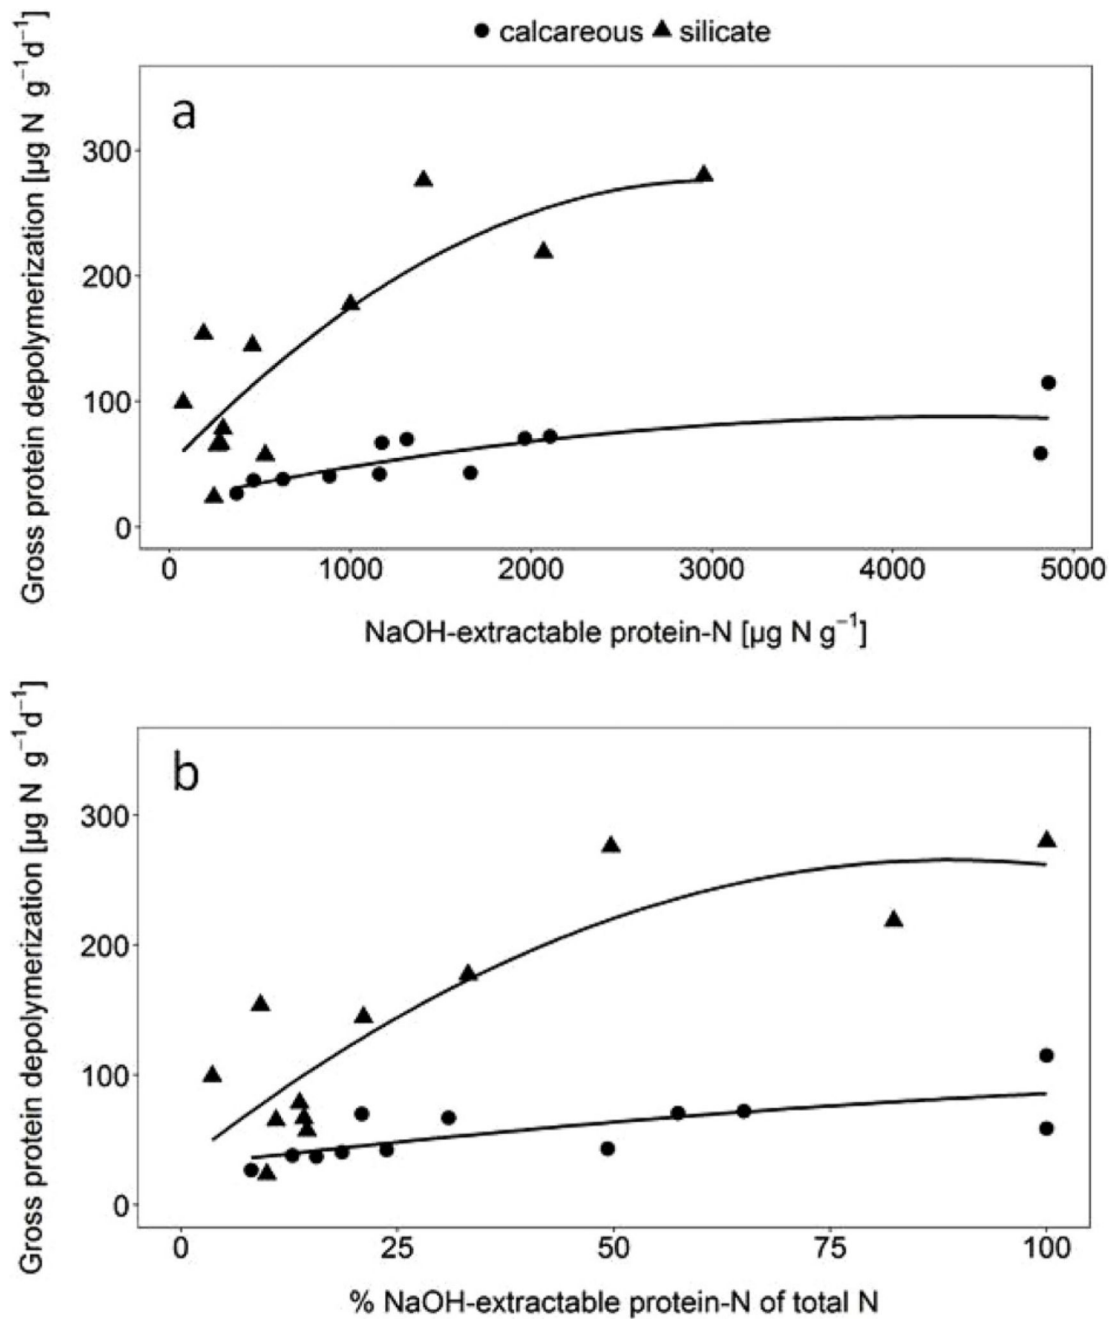 ● calcareous ▲ silicate
a
Gross protein depolymerization [µg N g⁻¹d⁻¹]
300
200
100
0
0 1000 2000 3000 4000 5000
NaOH-extractable protein-N [µg N g⁻¹]
b
Gross protein depolymerization [µg N g⁻¹d⁻¹]
300
200
100
0
0 25 50 75 100
% NaOH-extractable protein-N of total N